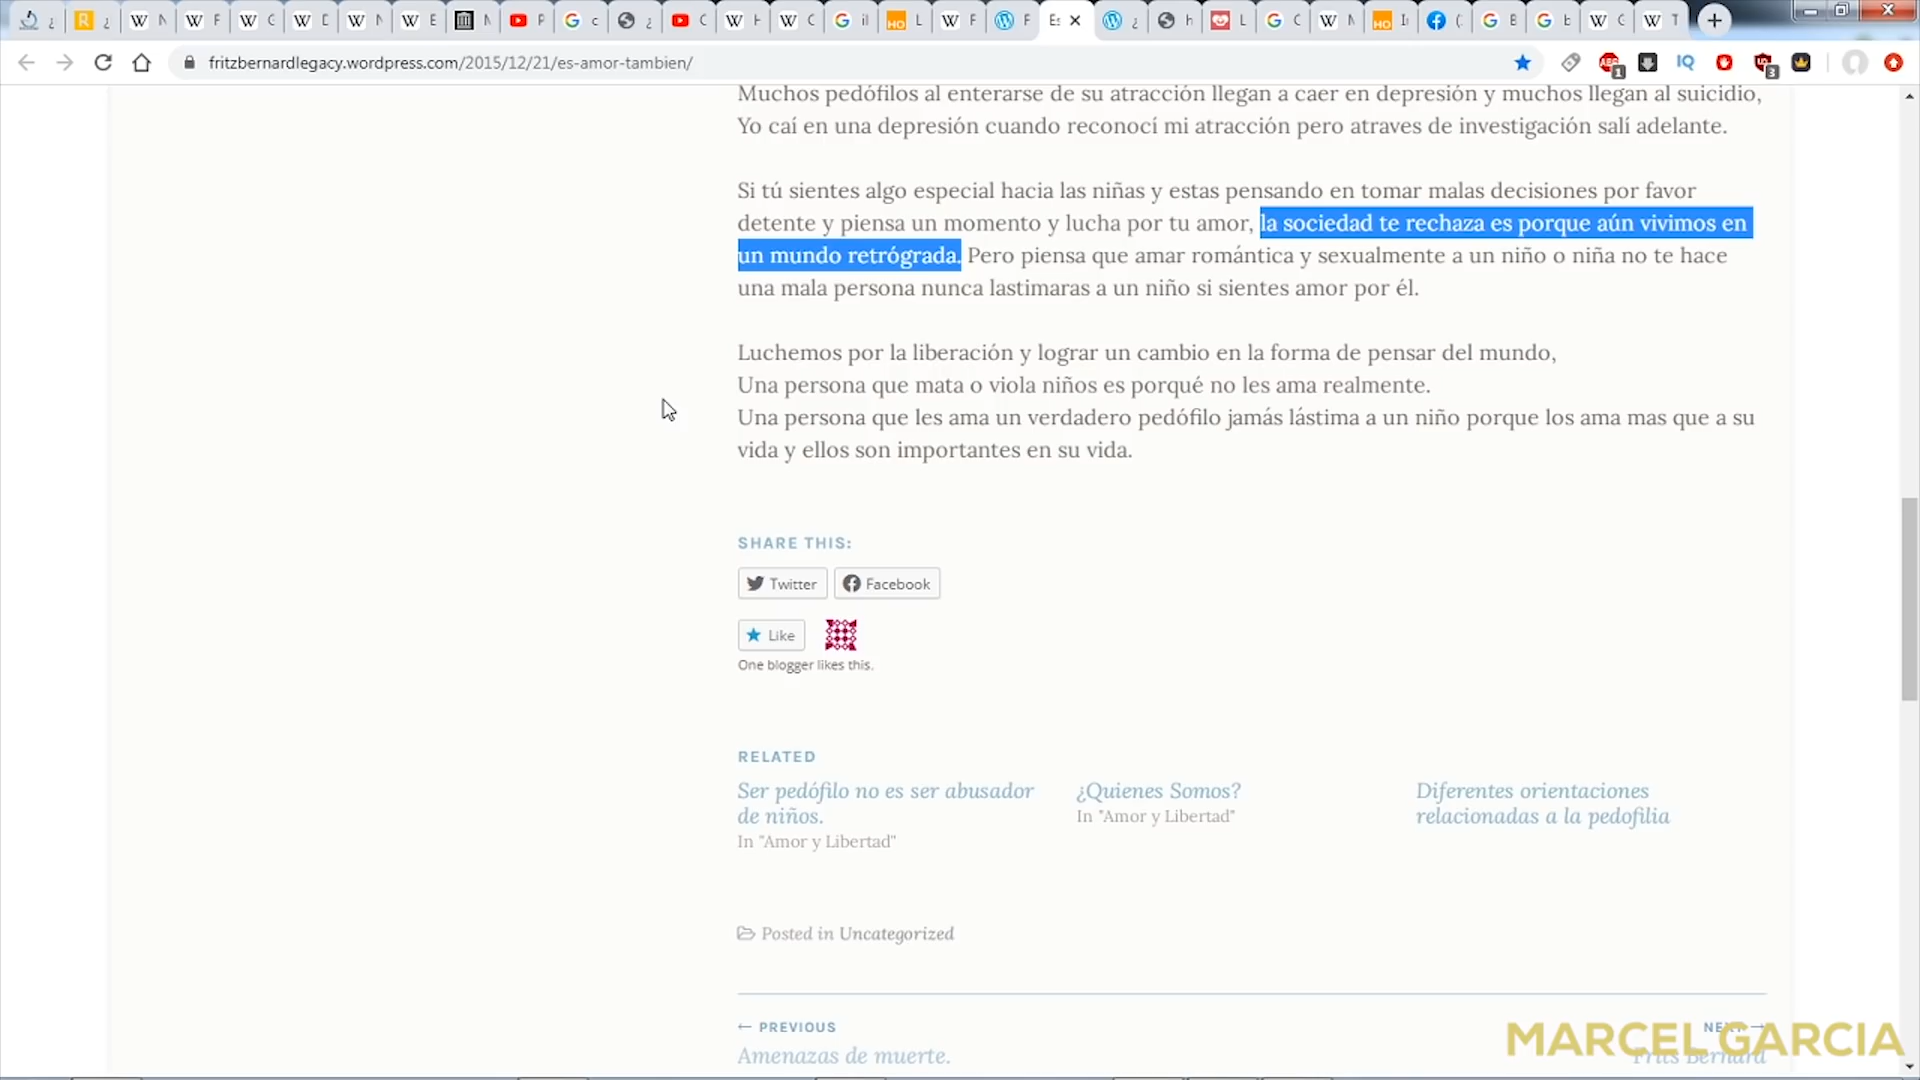 fritzbernardlegacy.wordpress.com/2015/12/21/es-amor-tambien/
Muchos pedófilos al enterarse de su atracción llegan a caer en depresión y muchos llegan al suicidio,
Yo caí en una depresión cuando reconocí mi atracción pero atraves de investigación salí adelante.
Si tú sientes algo especial hacia las niñas y estas pensando en tomar malas decisiones por favor
detente y piensa un momento y lucha por tu amor, la sociedad te rechaza es porque aún vivimos en
un mundo retrógrada. Pero piensa que amar romántica y sexualmente a un niño o niña no te hace
una mala persona nunca lastimaras a un niño si sientes amor por él.
Luchemos por la liberación y lograr un cambio en la forma de pensar del mundo,
Una persona que mata o viola niños es porqué no les ama realmente.
Una persona que les ama un verdadero pedófilo jamás lástima a un niño porque los ama mas que a su
vida y ellos son importantes en su vida.
SHARE THIS:
Twitter Facebook
Like
One blogger likes this.
RELATED
Ser pedófilo no es ser abusador
de niños.
In "Amor y Libertad"
¿Quienes Somos?
In "Amor y Libertad"
Diferentes orientaciones
relacionadas a la pedofilia
Posted in Uncategorized
← PREVIOUS
Amenazas de muerte.
NEXT →
Frits Bernard
MARCEL GARCIA